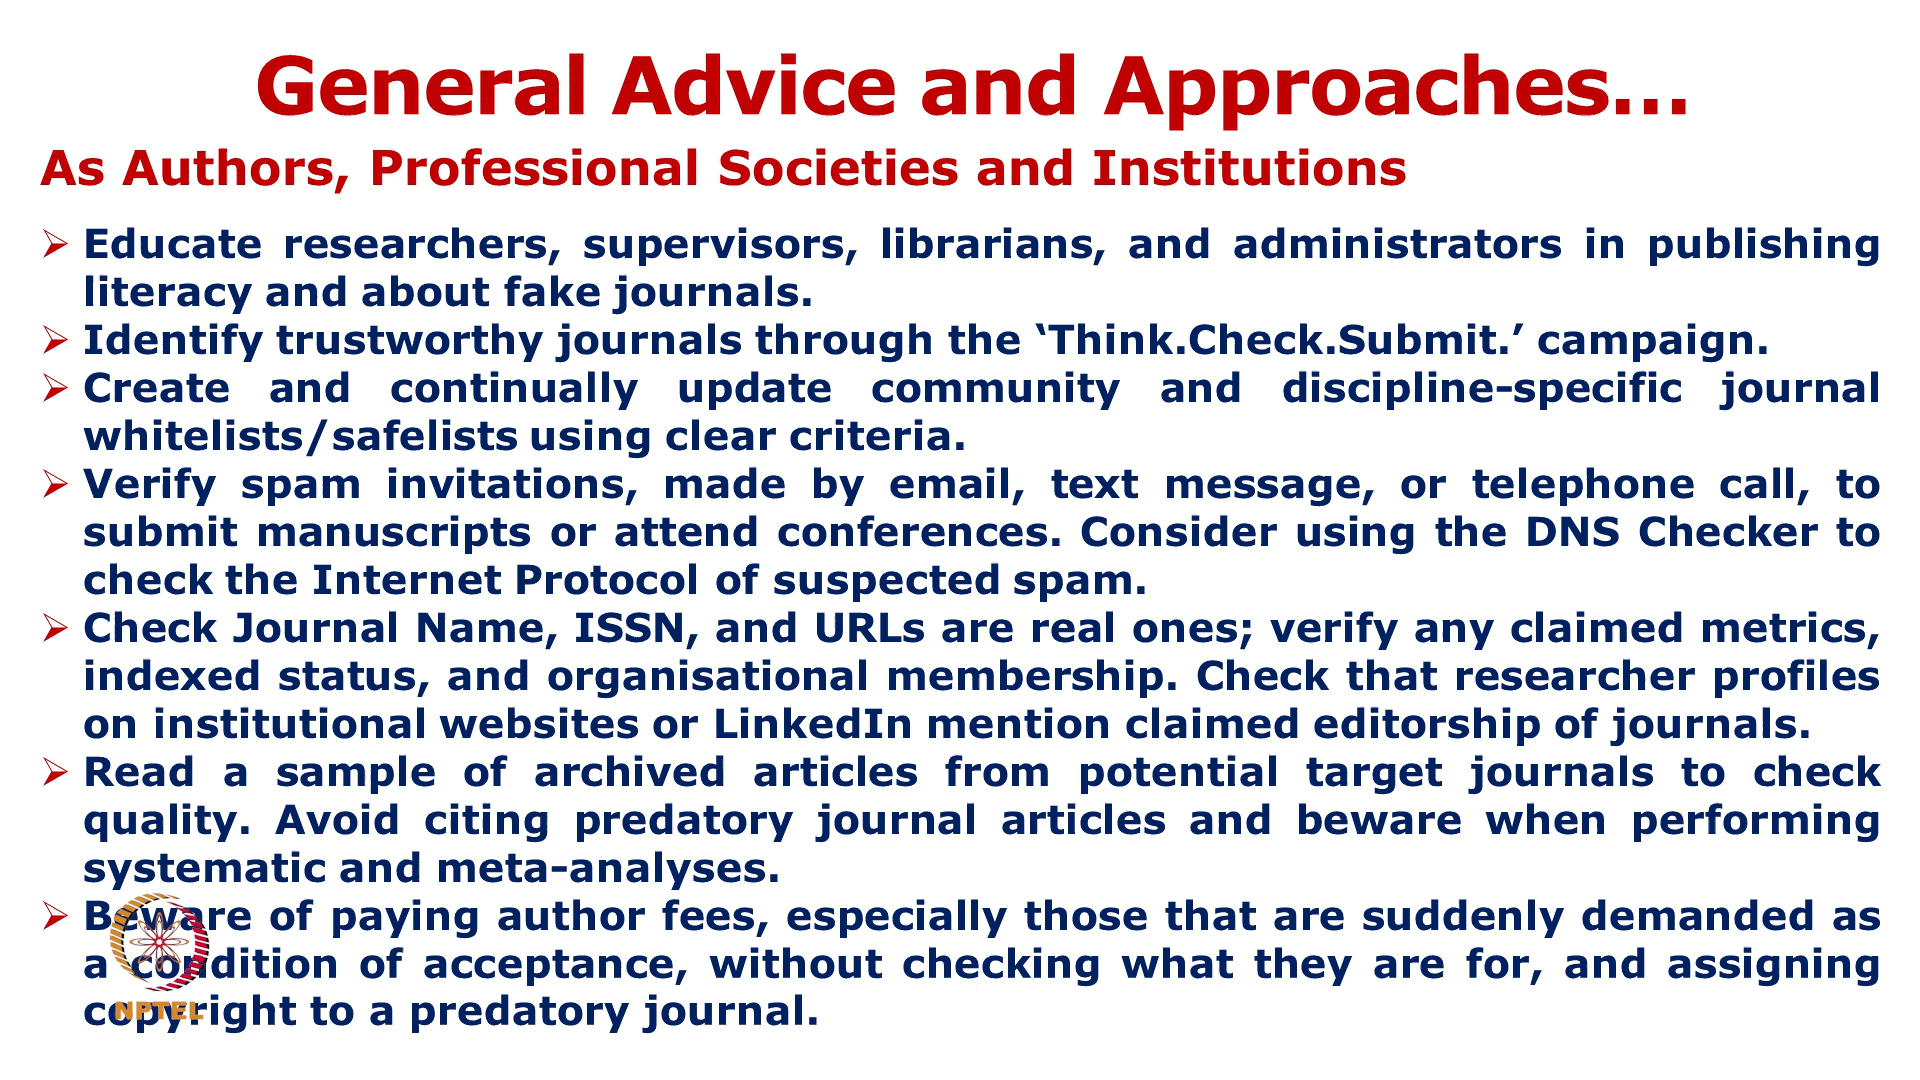 General Advice and Approaches...
As Authors, Professional Societies and Institutions
➢ Educate researchers, supervisors, librarians, and administrators in publishing
literacy and about fake journals.
➢ Identify trustworthy journals through the ‘Think.Check.Submit.’ campaign.
➢ Create and continually update community and discipline-specific journal
whitelists/safelists using clear criteria.
➢ Verify spam invitations, made by email, text message, or telephone call, to
submit manuscripts or attend conferences. Consider using the DNS Checker to
check the Internet Protocol of suspected spam.
➢ Check Journal Name, ISSN, and URLs are real ones; verify any claimed metrics,
indexed status, and organisational membership. Check that researcher profiles
on institutional websites or LinkedIn mention claimed editorship of journals.
➢ Read a sample of archived articles from potential target journals to check
quality. Avoid citing predatory journal articles and beware when performing
systematic and meta-analyses.
➢ Beware of paying author fees, especially those that are suddenly demanded as
a condition of acceptance, without checking what they are for, and assigning
copyright to a predatory journal.
NPTEL